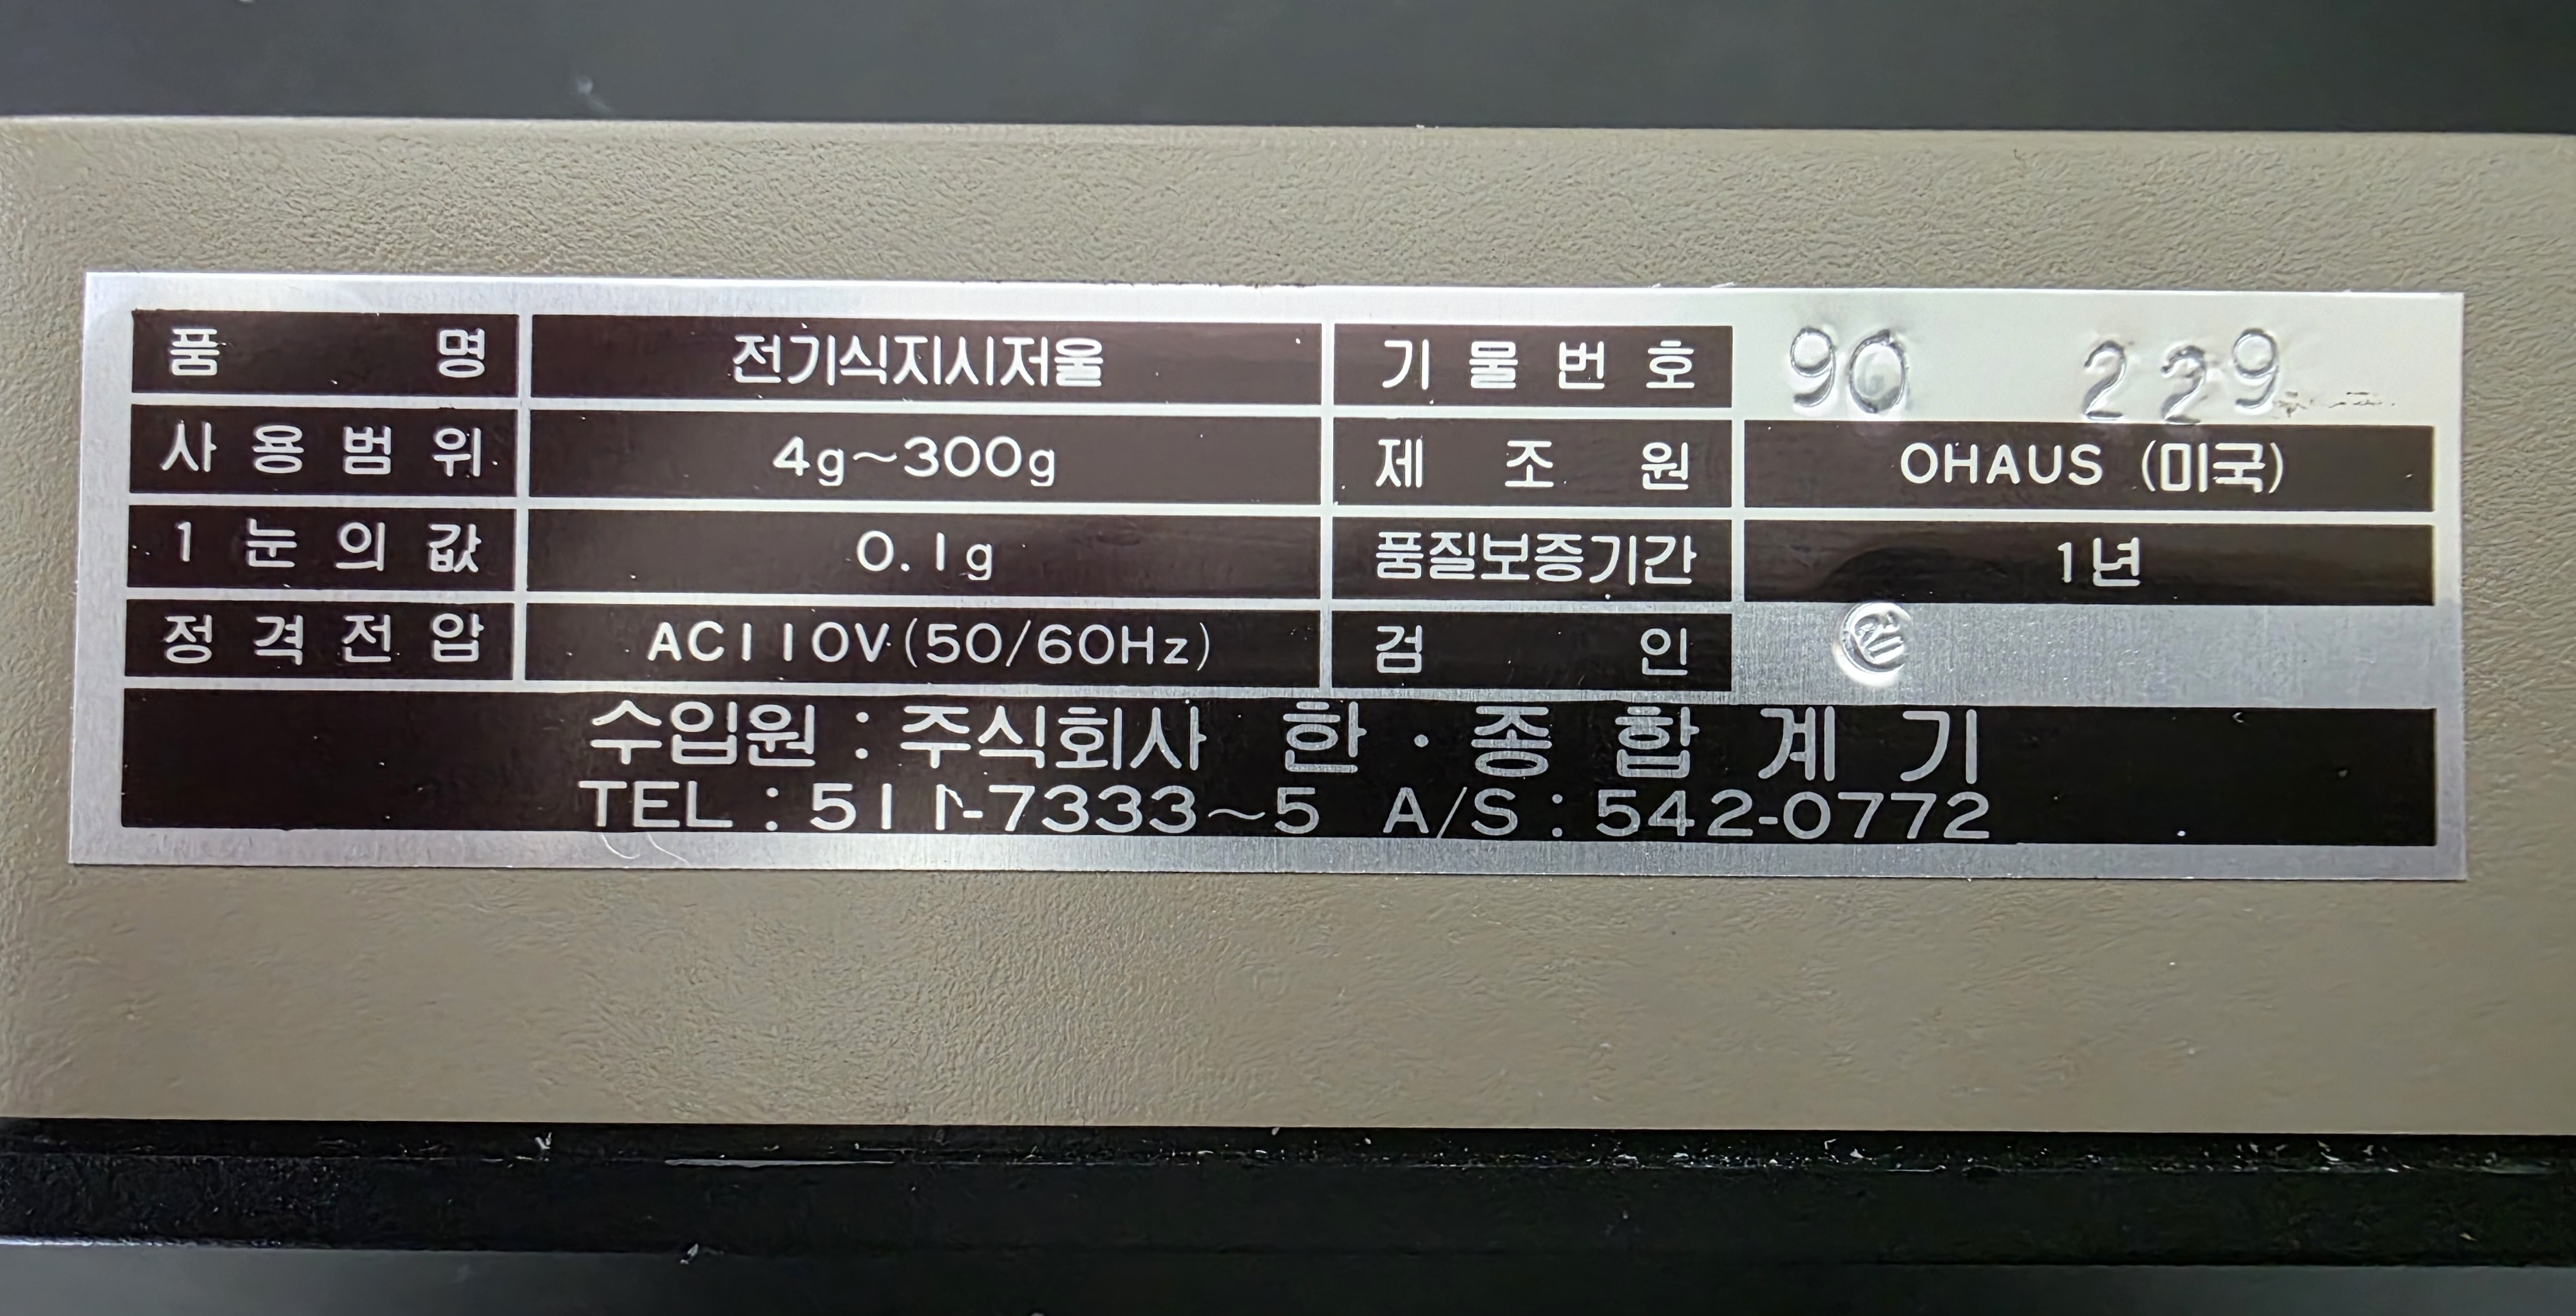 품 명 전기식지시저울 기 물 번 호 90 229
사 용 범 위 4g~300g 제 조 원 OHAUS (미국)
1 눈 의 값 0.1g 품질보증기간 1년
정 격 전 압 AC110V(50/60Hz) 검 인
수입원 : 주식회사 한 · 종 합 계 기
TEL : 511-7333~5 A/S : 542-0772